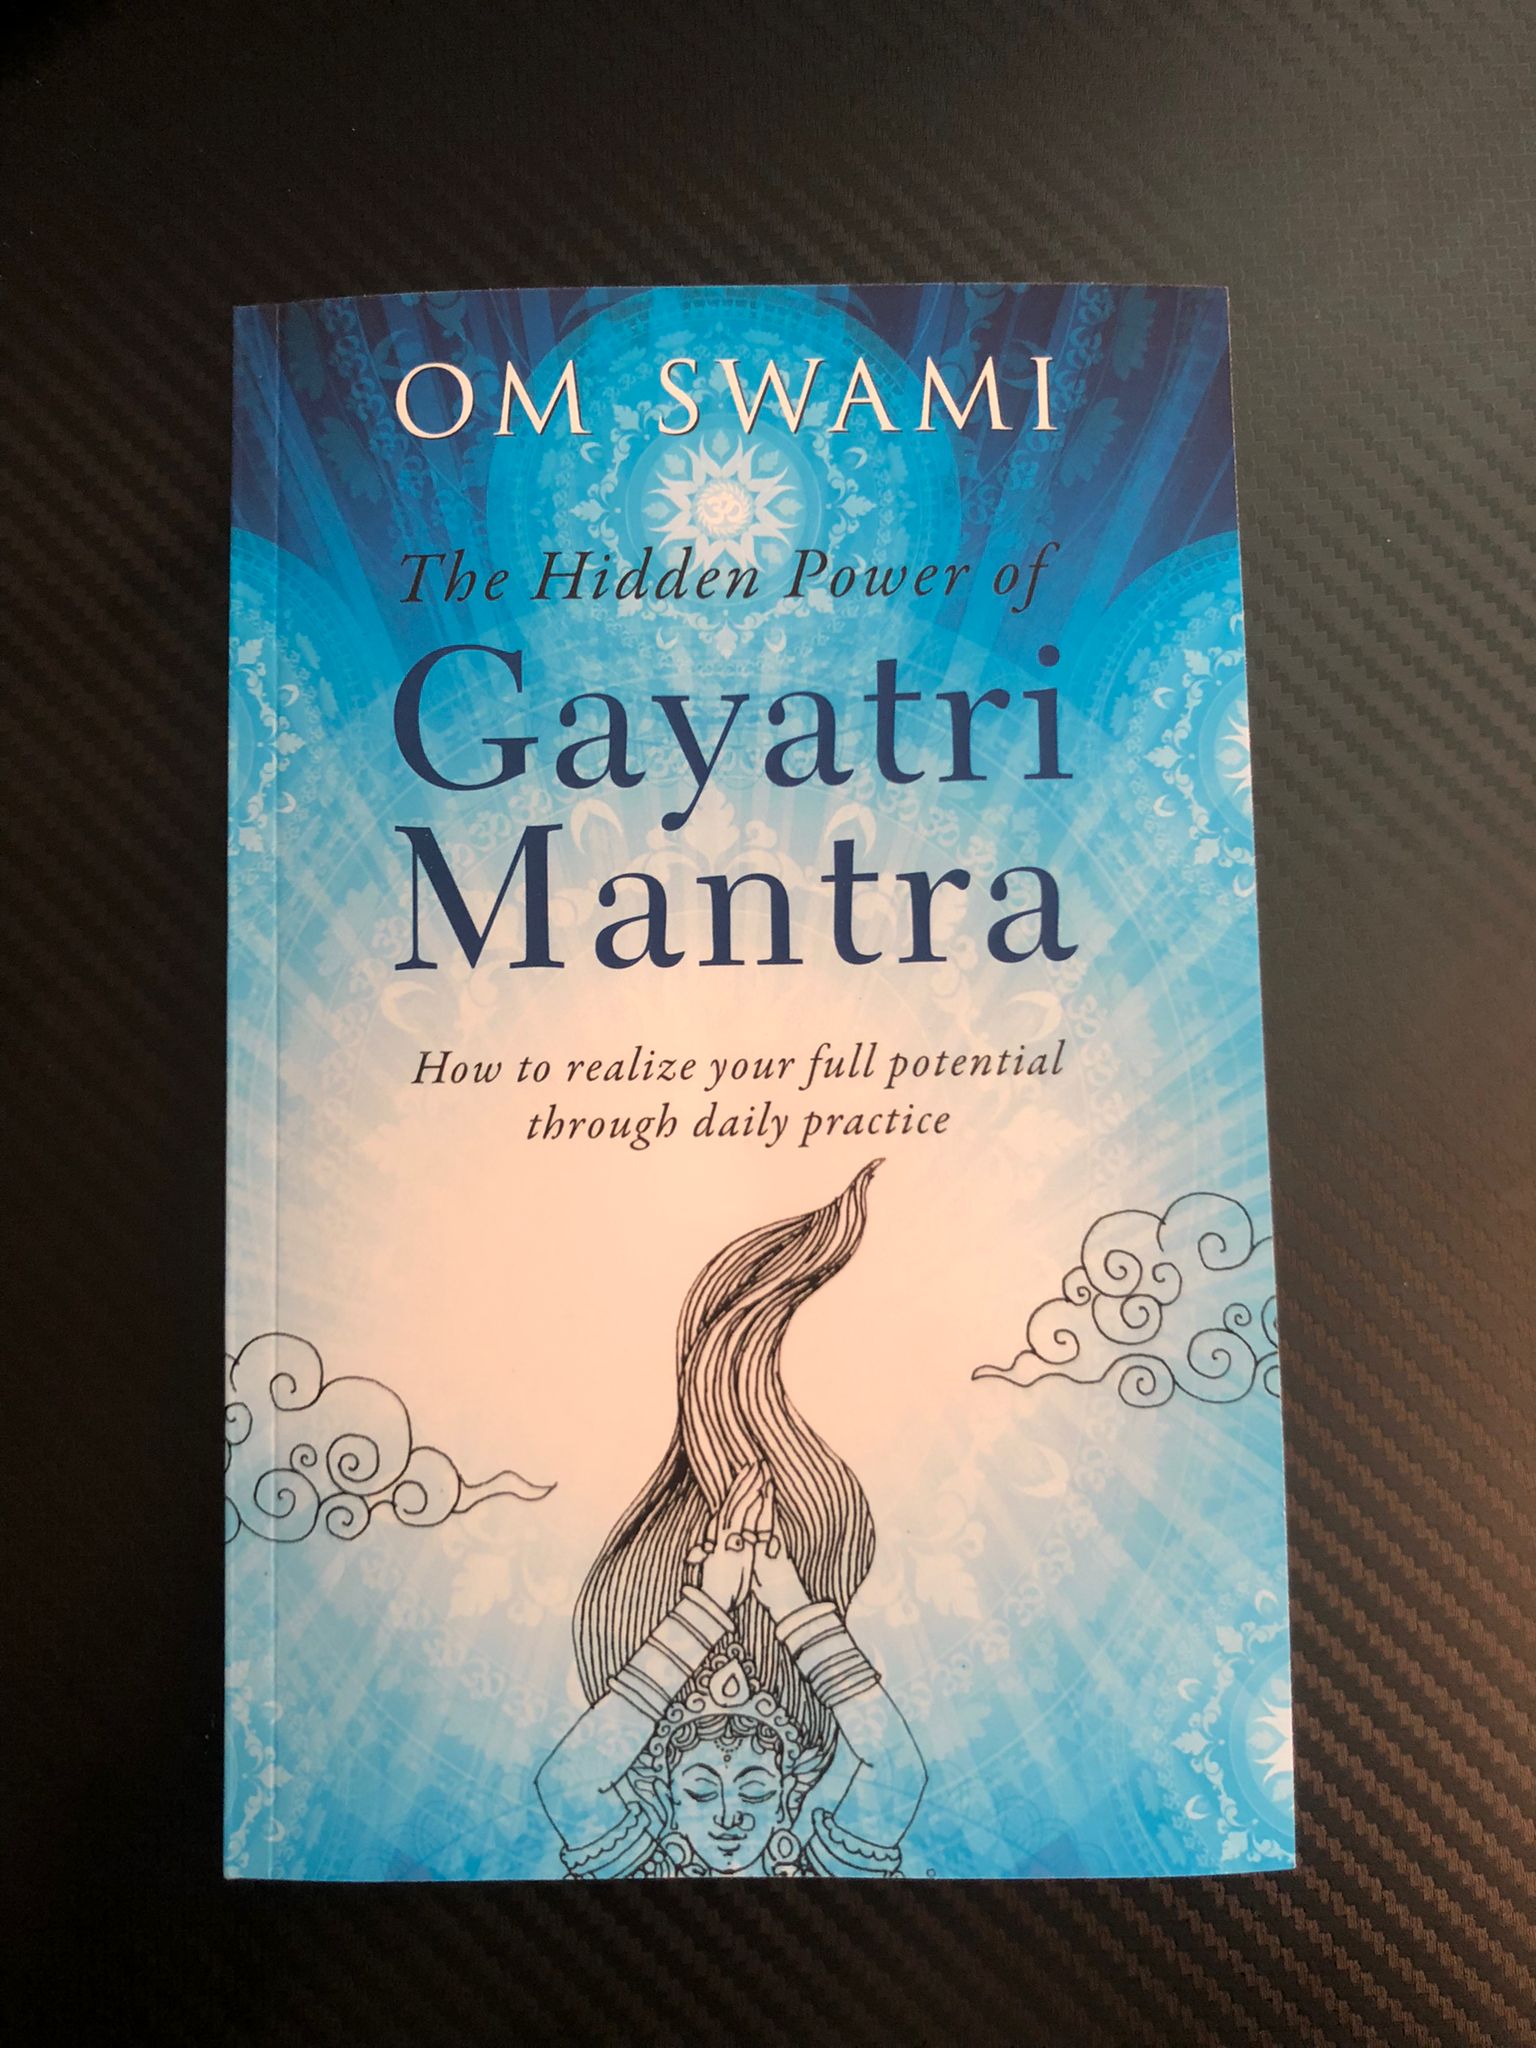 OM SWAMI
The Hidden Power of
Gayatri
Mantra
How to realize your full potential
through daily practice